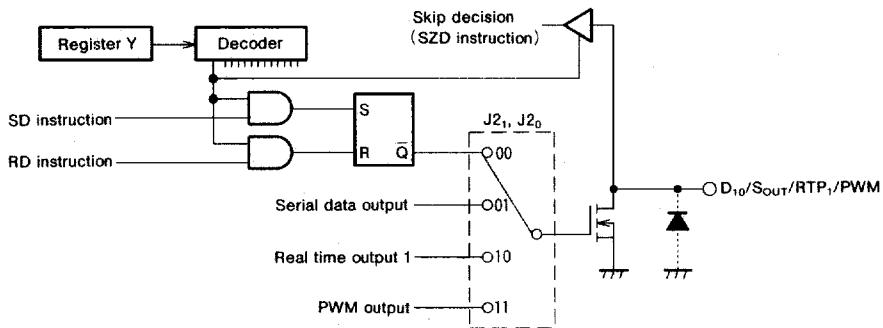 Skip decision
(SZD instruction)
Register Y
Decoder
SD instruction
RD instruction
S
R
Q̅
J2₁, J2₀
00
Serial data output
01
Real time output 1
10
PWM output
11
D₁₀/S_OUT/RTP₁/PWM